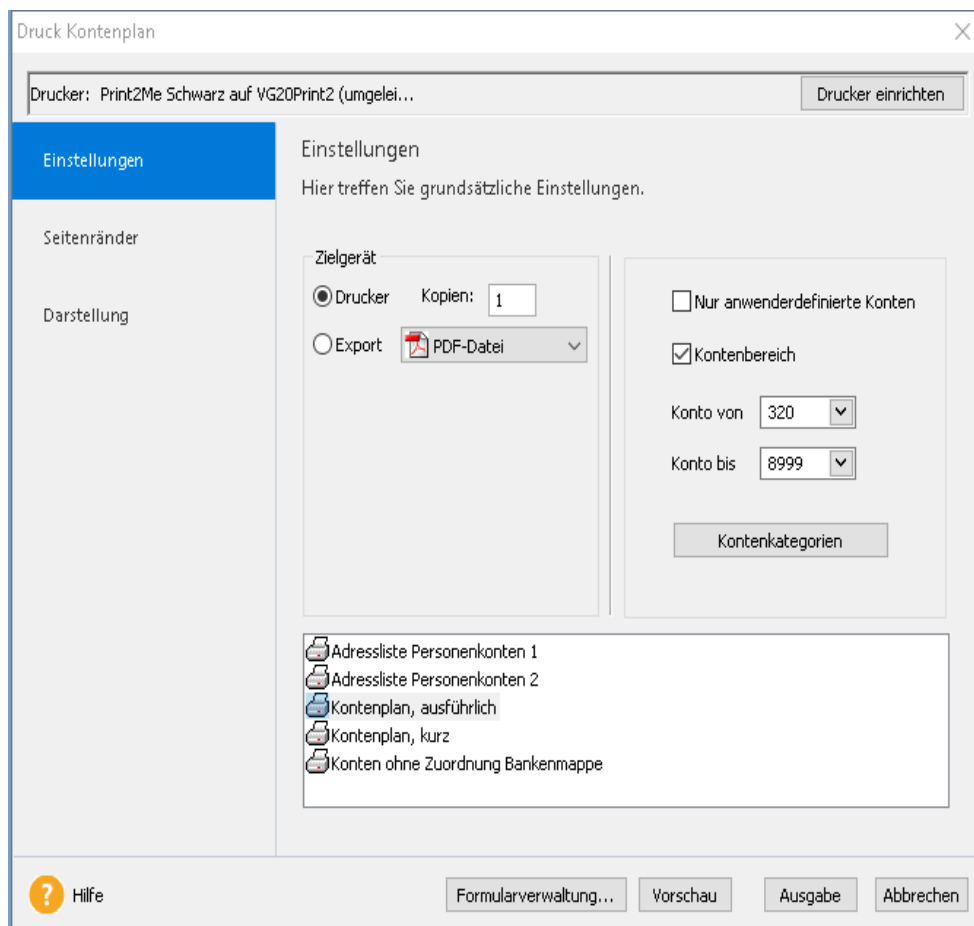 Druck Kontenplan
Drucker: Print2Me Schwarz auf VG20Print2 (umgelei...
Drucker einrichten
Einstellungen
Seitenränder
Darstellung
Einstellungen
Hier treffen Sie grundsätzliche Einstellungen.
Zielgerät
Drucker Kopien: 1
Export PDF-Datei
Nur anwenderdefinierte Konten
Kontenbereich
Konto von 320
Konto bis 8999
Kontenkategorien
Adressliste Personenkonten 1
Adressliste Personenkonten 2
Kontenplan, ausführlich
Kontenplan, kurz
Konten ohne Zuordnung Bankenmappe
? Hilfe
Formularverwaltung...
Vorschau
Ausgabe
Abbrechen